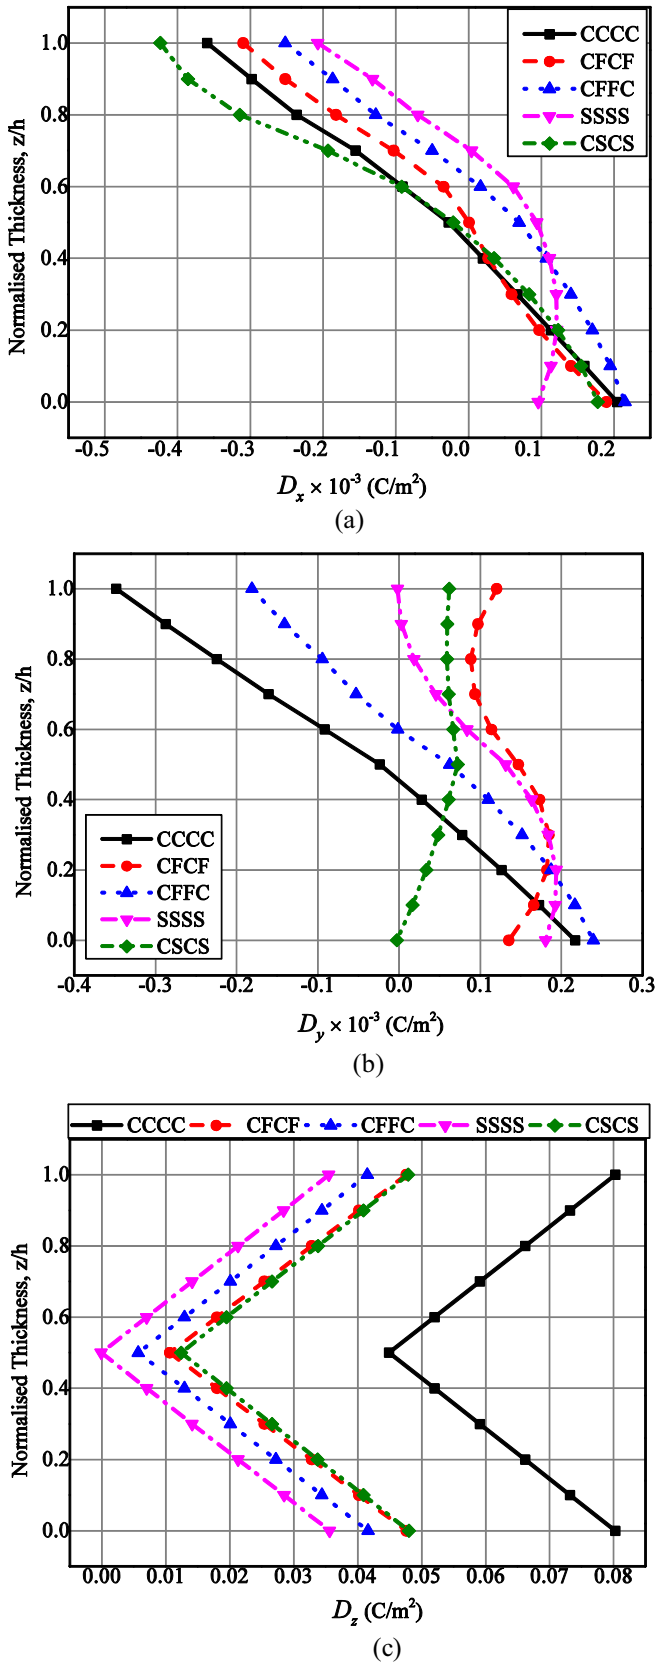 CCCC
CFCF
CFFC
SSSS
CSCS
Normalised Thickness, z/h
1.0
0.8
0.6
0.4
0.2
0.0
-0.5 -0.4 -0.3 -0.2 -0.1 0.0 0.1 0.2
Dx × 10-3 (C/m2)
(a)
Normalised Thickness, z/h
1.0
0.8
0.6
0.4
0.2
0.0
CCCC
CFCF
CFFC
SSSS
CSCS
-0.4 -0.3 -0.2 -0.1 0.0 0.1 0.2 0.3
Dy × 10-3 (C/m2)
(b)
CCCC CFCF CFFC SSSS CSCS
Normalised Thickness, z/h
1.0
0.8
0.6
0.4
0.2
0.0
0.00 0.01 0.02 0.03 0.04 0.05 0.06 0.07 0.08
Dz (C/m2)
(c)